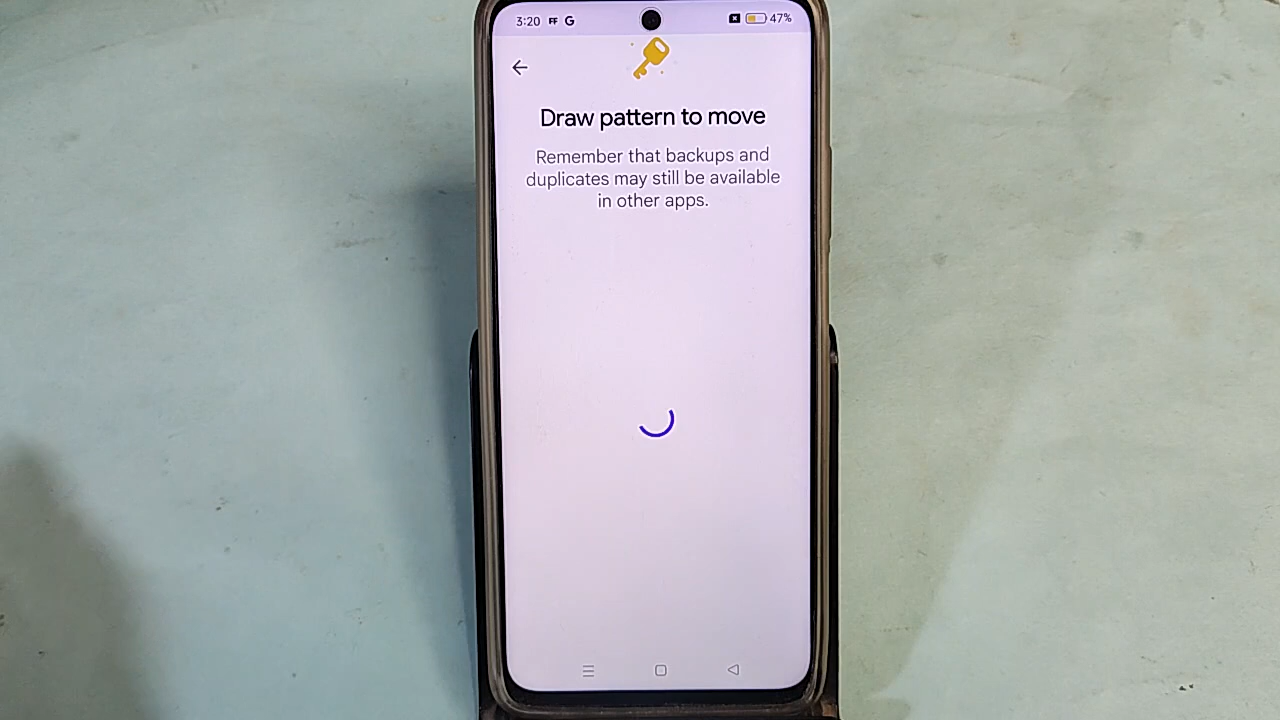 3:20 FF G 47%
Draw pattern to move
Remember that backups and
duplicates may still be available
in other apps.